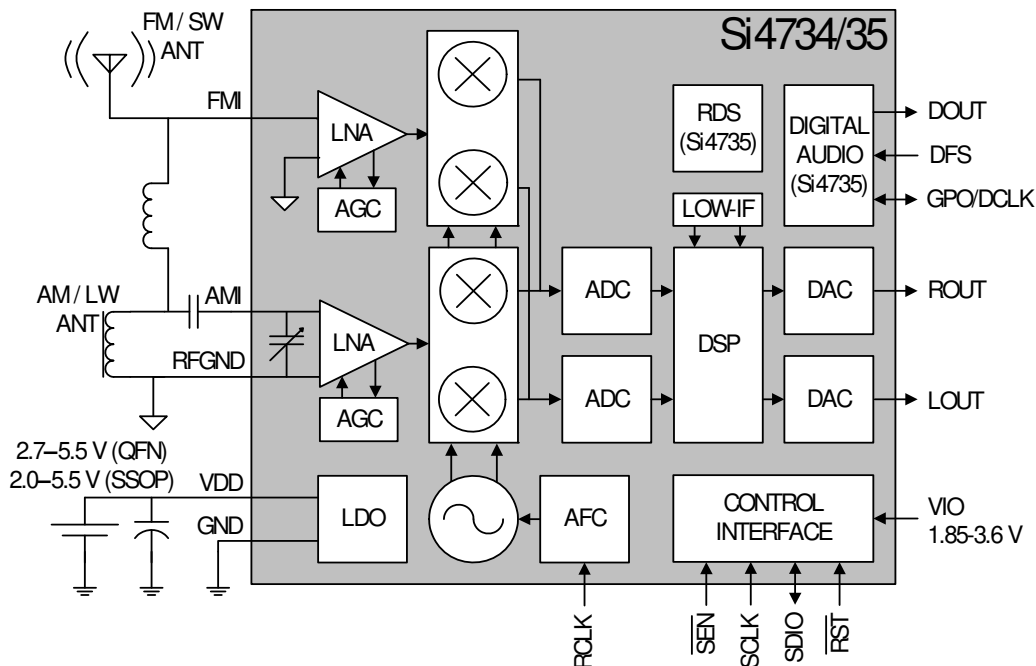 FM / SW
ANT
Si4734/35
FMI
LNA
AGC
RDS
(Si4735)
DIGITAL
AUDIO
(Si4735)
DOUT
DFS
GPO/DCLK
LOW-IF
AM / LW
ANT
AMI
RFGND
LNA
AGC
ADC
ADC
DSP
DAC
DAC
ROUT
LOUT
2.7–5.5 V (QFN)
2.0–5.5 V (SSOP)
VDD
GND
LDO
AFC
CONTROL
INTERFACE
VIO
1.85-3.6 V
RCLK
SEN
SCLK
SDIO
RST